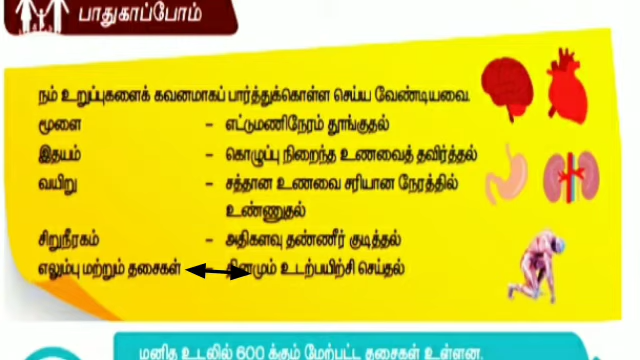 பாதுகாப்போம்
நம் உறுப்புகளைக் கவனமாகப் பார்த்துக்கொள்ள செய்ய வேண்டியவை.
மூளை – எட்டுமணிநேரம் தூங்குதல்
இதயம் – கொழுப்பு நிறைந்த உணவைத் தவிர்த்தல்
வயிறு – சத்தான உணவை சரியான நேரத்தில்
உண்ணுதல்
சிறுநீரகம் – அதிகளவு தண்ணீர் குடித்தல்
எலும்பு மற்றும் தசைகள் தினமும் உடற்பயிற்சி செய்தல்
மனித உடலில் 600 க்கும் மேற்பட்ட தசைகள் உள்ளன.